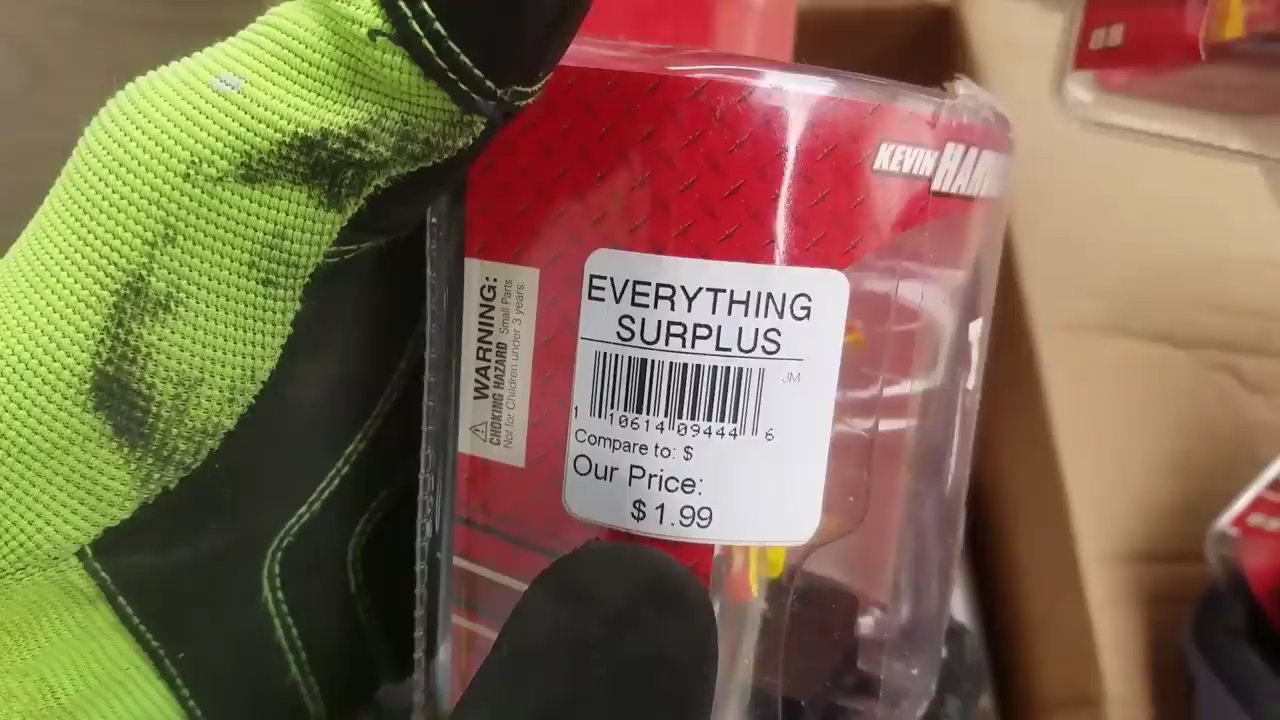 KEVIN
EVERYTHING
SURPLUS
JM
1 10614 09444 6
Compare to: $
Our Price:
$ 1.99
WARNING:
CHOKING HAZARD Small Parts
Not for Children under 3 years.